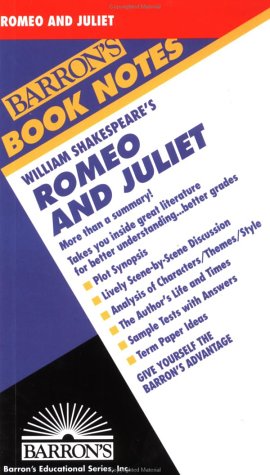 ROMEO AND JULIET
BARRON'S
BOOK NOTES
WILLIAM SHAKESPEARE'S
ROMEO
AND JULIET
More than a summary!
Takes you inside great literature
for better understanding...better grades
■ Plot Synopsis
■ Lively Scene-by-Scene Discussion
■ Analysis of Characters/Themes/Style
■ The Author's Life and Times
■ Sample Tests with Answers
■ Term Paper Ideas
GIVE YOURSELF THE
BARRON'S ADVANTAGE
BARRON'S
Barron's Educational Series, Inc.